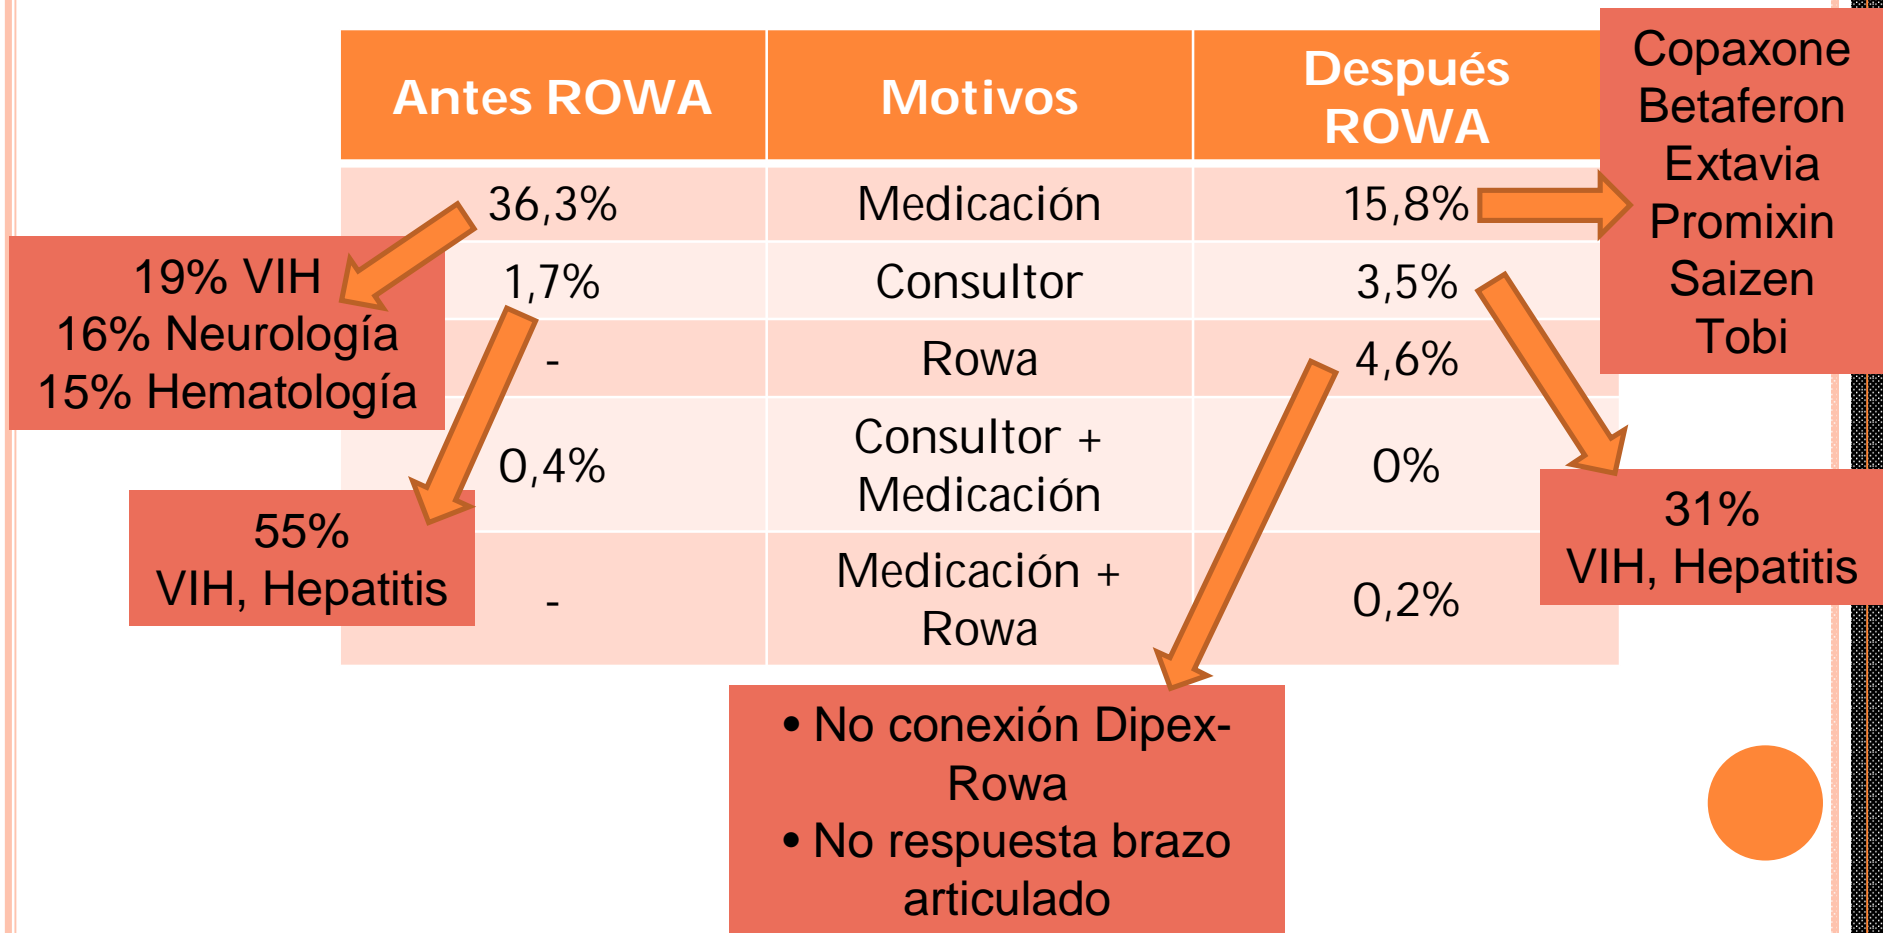 Antes ROWA
Motivos
Después
ROWA
36,3%
Medicación
15,8%
1,7%
Consultor
3,5%
-
Rowa
4,6%
0,4%
Consultor +
Medicación
0%
-
Medicación +
Rowa
0,2%
Copaxone
Betaferon
Extavia
Promixin
Saizen
Tobi
19% VIH
16% Neurología
15% Hematología
55%
VIH, Hepatitis
31%
VIH, Hepatitis
• No conexión Dipex-
Rowa
• No respuesta brazo
articulado